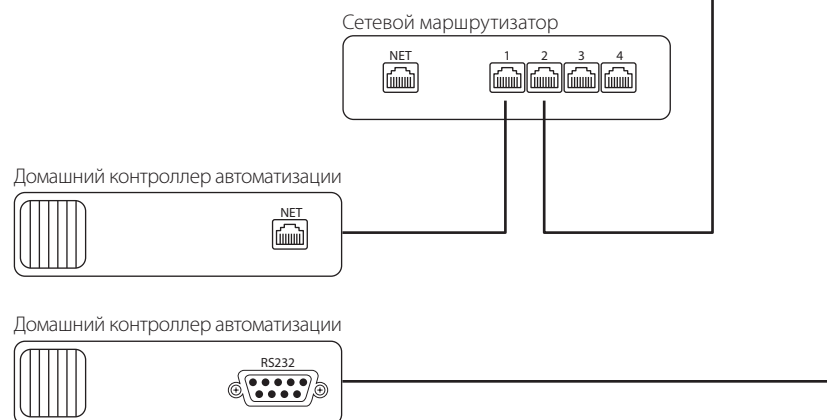 Сетевой маршрутизатор
NET 1 2 3 4
Домашний контроллер автоматизации
NET
Домашний контроллер автоматизации
RS232